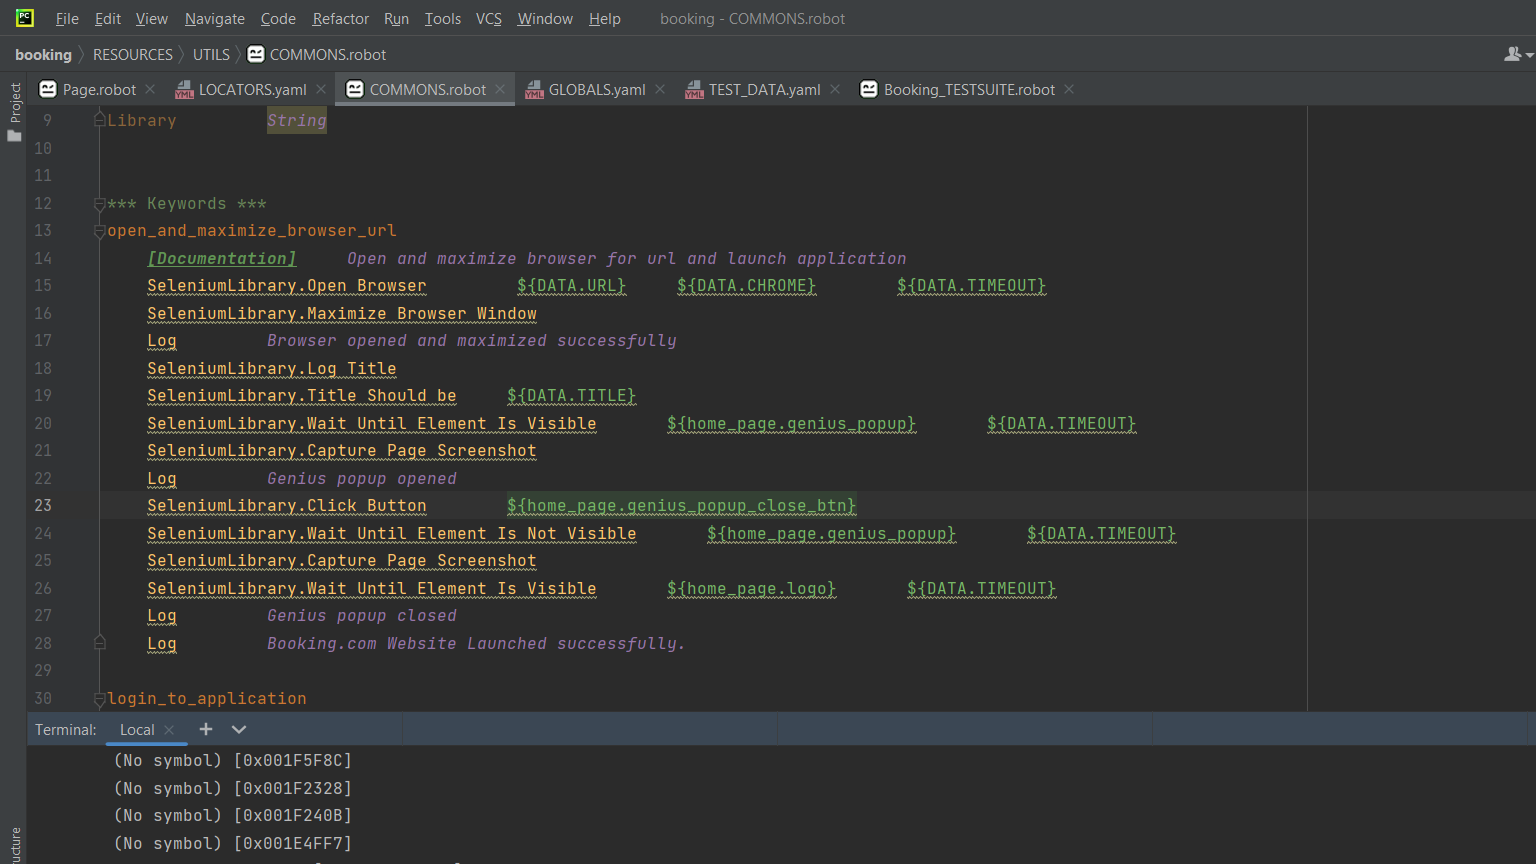 PC File Edit View Navigate Code Refactor Run Tools VCS Window Help booking - COMMONS.robot
booking RESOURCES UTILS COMMONS.robot
Page.robot YML LOCATORS.yaml COMMONS.robot YML GLOBALS.yaml YML TEST_DATA.yaml Booking_TESTSUITE.robot
Project
9 Library String
10
11
12 *** Keywords ***
13 open_and_maximize_browser_url
14 [Documentation] Open and maximize browser for url and launch application
15 SeleniumLibrary.Open Browser ${DATA.URL} ${DATA.CHROME} ${DATA.TIMEOUT}
16 SeleniumLibrary.Maximize Browser Window
17 Log Browser opened and maximized successfully
18 SeleniumLibrary.Log Title
19 SeleniumLibrary.Title Should be ${DATA.TITLE}
20 SeleniumLibrary.Wait Until Element Is Visible ${home_page.genius_popup} ${DATA.TIMEOUT}
21 SeleniumLibrary.Capture Page Screenshot
22 Log Genius popup opened
23 SeleniumLibrary.Click Button ${home_page.genius_popup_close_btn}
24 SeleniumLibrary.Wait Until Element Is Not Visible ${home_page.genius_popup} ${DATA.TIMEOUT}
25 SeleniumLibrary.Capture Page Screenshot
26 SeleniumLibrary.Wait Until Element Is Visible ${home_page.logo} ${DATA.TIMEOUT}
27 Log Genius popup closed
28 Log Booking.com Website Launched successfully.
29
30 login_to_application
Terminal: Local
(No symbol) [0x001F5F8C]
(No symbol) [0x001F2328]
(No symbol) [0x001F240B]
(No symbol) [0x001E4FF7]
ucture